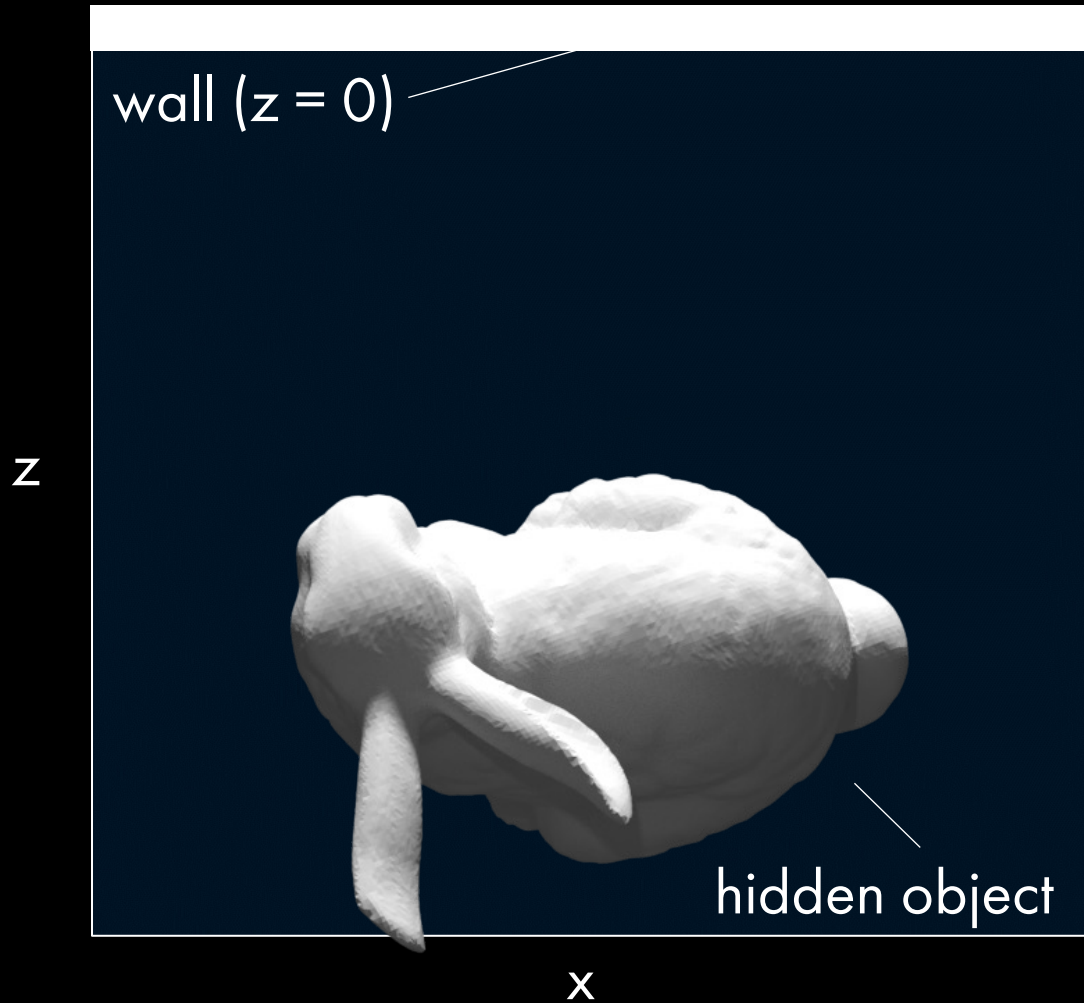 wall (z = 0)
z
hidden object
x